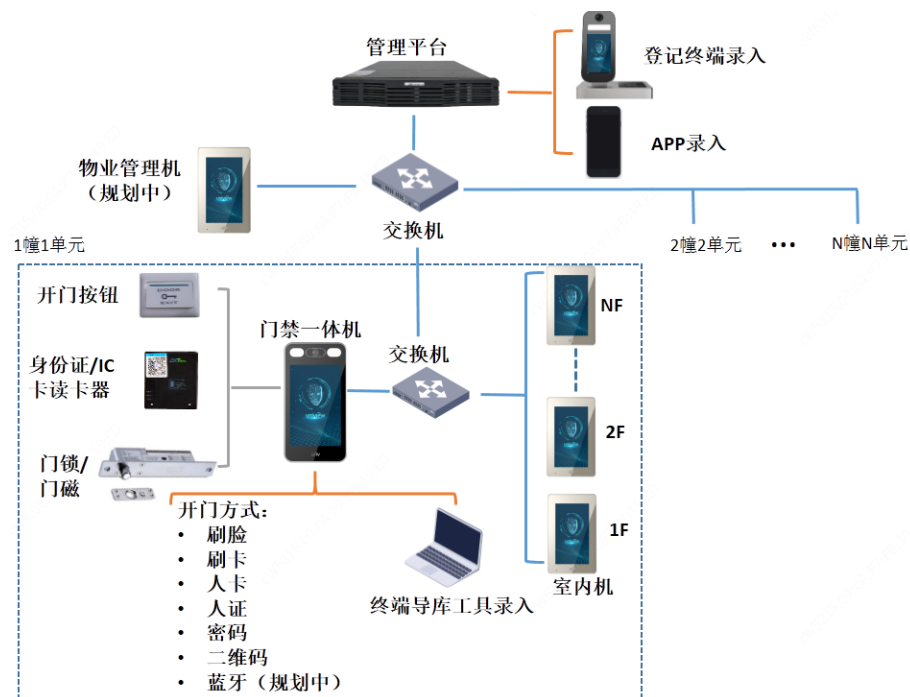 管理平台
登记终端录入
APP录入
物业管理机
（规划中）
交换机
1幢1单元
2幢2单元
•••
N幢N单元
开门按钮
门禁一体机
交换机
NF
身份证/IC
卡读卡器
2F
门锁/
门磁
1F
开门方式：
• 刷脸
• 刷卡
• 人卡
• 人证
• 密码
• 二维码
• 蓝牙（规划中）
终端导库工具录入
室内机